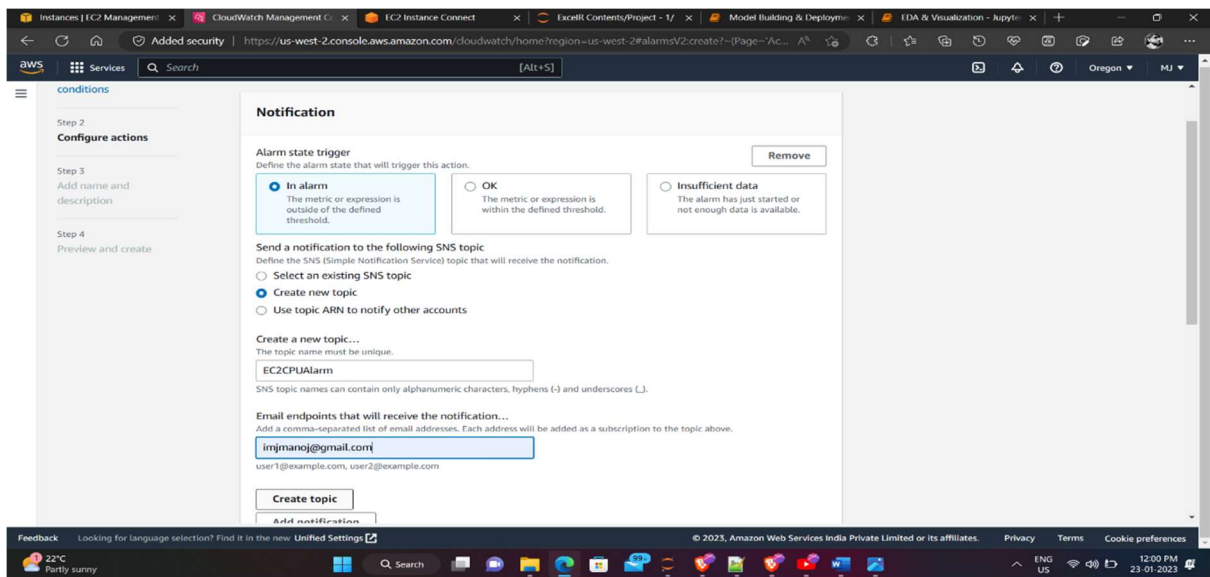 Instances | EC2 Management
CloudWatch Management Co
EC2 Instance Connect
ExcelR Contents/Project - 1/
Model Building & Deployme
EDA & Visualization - Jupyte
Added security
https://us-west-2.console.aws.amazon.com/cloudwatch/home?region=us-west-2#alarmsV2:create?~(Page~'Ac...
aws
Services
Search
[Alt+S]
Oregon
MJ
conditions
Step 2
Configure actions
Step 3
Add name and
description
Step 4
Preview and create
Notification
Alarm state trigger
Define the alarm state that will trigger this action.
Remove
In alarm
The metric or expression is
outside of the defined
threshold.
OK
The metric or expression is
within the defined threshold.
Insufficient data
The alarm has just started or
not enough data is available.
Send a notification to the following SNS topic
Define the SNS (Simple Notification Service) topic that will receive the notification.
Select an existing SNS topic
Create new topic
Use topic ARN to notify other accounts
Create a new topic...
The topic name must be unique.
EC2CPUAlarm
SNS topic names can contain only alphanumeric characters, hyphens (-) and underscores (_).
Email endpoints that will receive the notification...
Add a comma-separated list of email addresses. Each address will be added as a subscription to the topic above.
imjmanoj@gmail.com
user1@example.com, user2@example.com
Create topic
Add notification
Feedback
Looking for language selection? Find it in the new Unified Settings
© 2023, Amazon Web Services India Private Limited or its affiliates.
Privacy
Terms
Cookie preferences
22°C
Partly sunny
Search
99+
ENG
US
12:00 PM
23-01-2023